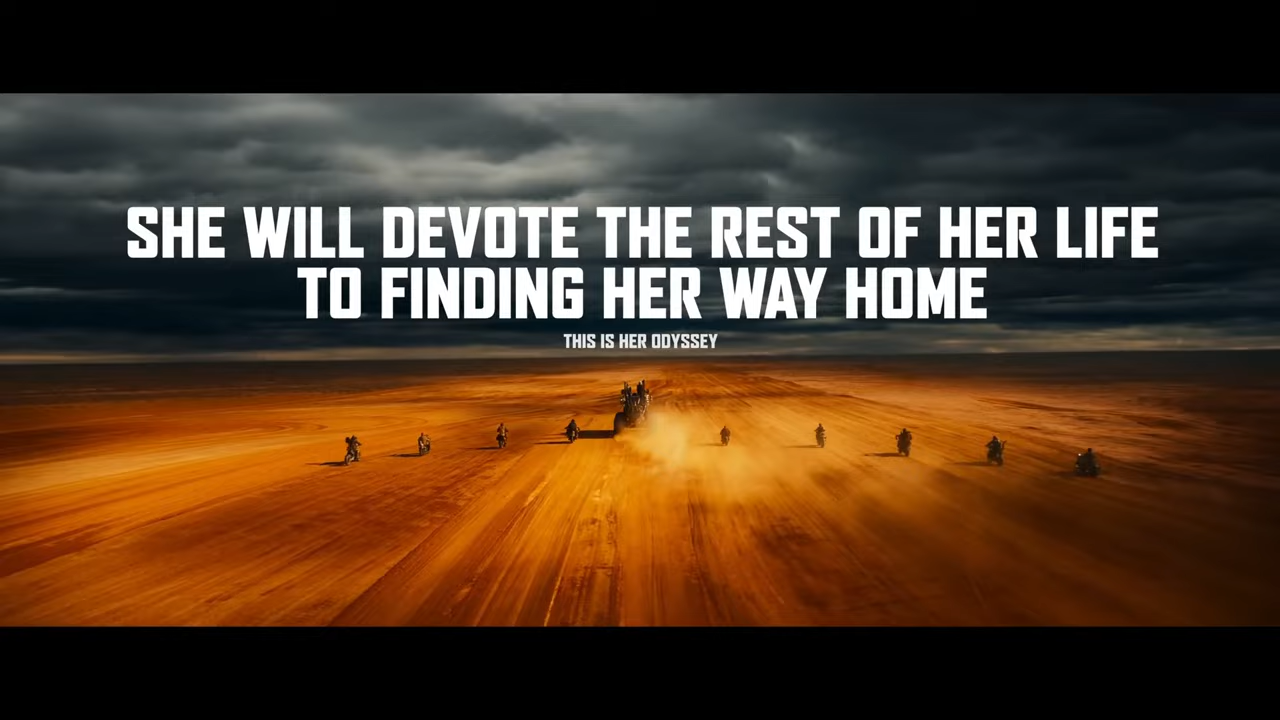 SHE WILL DEVOTE THE REST OF HER LIFE
TO FINDING HER WAY HOME
THIS IS HER ODYSSEY